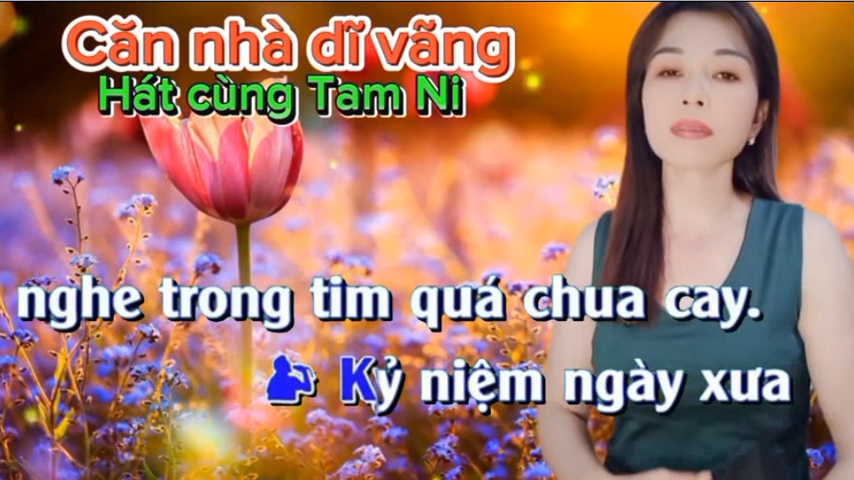 Căn nhà dĩ vãng
Hát cùng Tam Ni
nghe trong tim quá chua cay.
Kỷ niệm ngày xưa